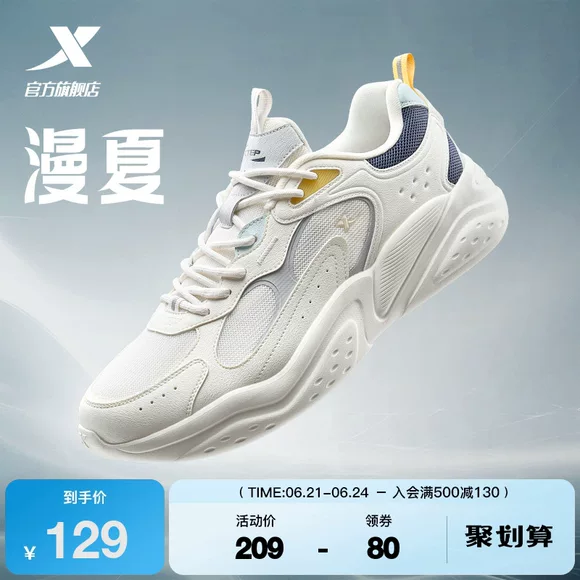 X
官方旗舰店
漫夏
TEP
X
到手价
¥129
(TIME:06.21-06.24 – 入会满500减130)
活动价 领券
209 - 80
聚划算